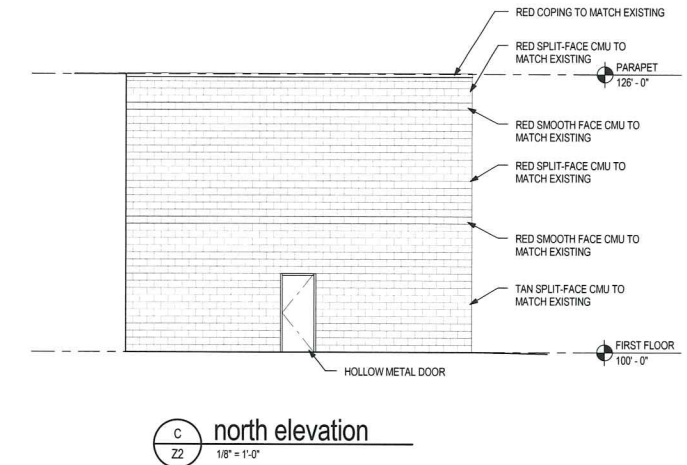 RED COPING TO MATCH EXISTING
RED SPLIT-FACE CMU TO
MATCH EXISTING
PARAPET
126' - 0"
RED SMOOTH FACE CMU TO
MATCH EXISTING
RED SPLIT-FACE CMU TO
MATCH EXISTING
RED SMOOTH FACE CMU TO
MATCH EXISTING
TAN SPLIT-FACE CMU TO
MATCH EXISTING
FIRST FLOOR
100' - 0"
HOLLOW METAL DOOR
C
Z2
north elevation
1/8" = 1'-0"